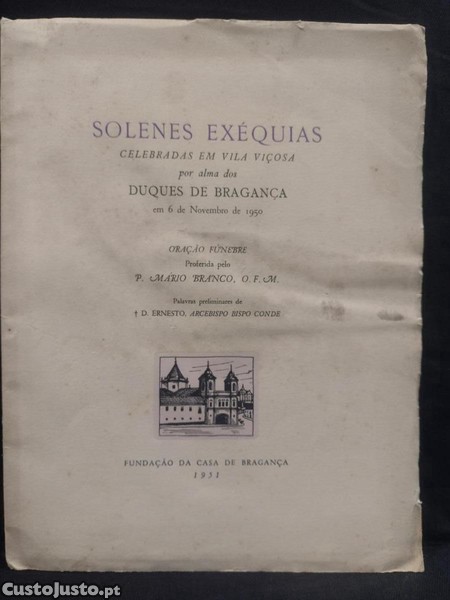 SOLENES EXÉQUIAS
CELEBRADAS EM VILA VIÇOSA
por alma dos
DUQUES DE BRAGANÇA
em 6 de Novembro de 1950
ORAÇÃO FÚNEBRE
Proferida pelo
P. MÁRIO BRANCO, O. F. M.
Palavras preliminares de
† D. ERNESTO, ARCEBISPO BISPO CONDE
FUNDAÇÃO DA CASA DE BRAGANÇA
1951
CustoJusto.pt